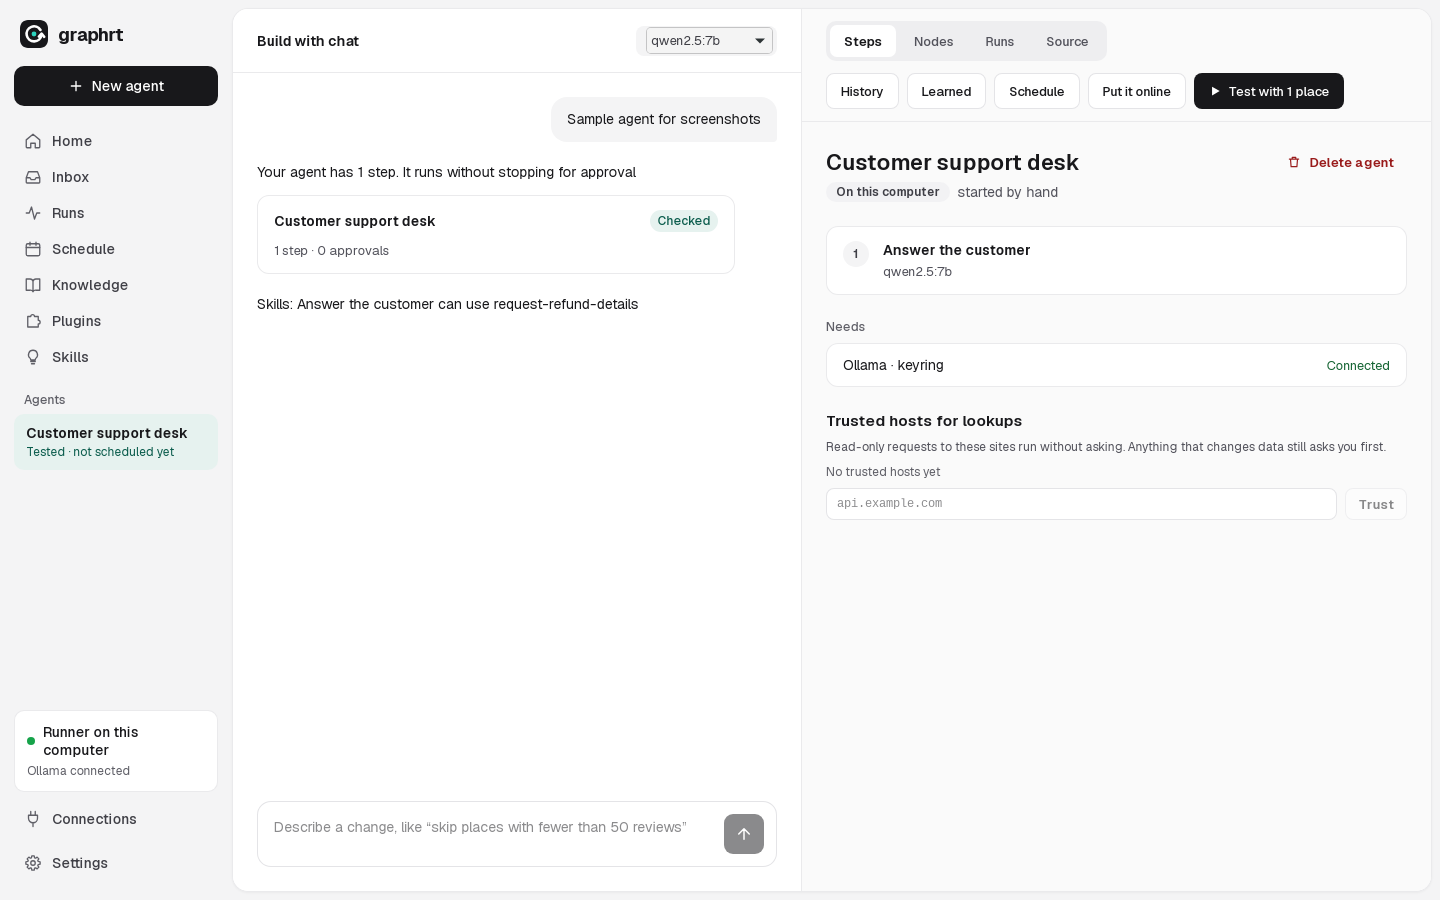 graphrt
New agent
Home
Inbox
Runs
Schedule
Knowledge
Plugins
Skills
Agents
Customer support desk
Tested · not scheduled yet
Runner on this
computer
Ollama connected
Connections
Settings
Build with chat
qwen2.5:7b
Sample agent for screenshots
Your agent has 1 step. It runs without stopping for approval
Customer support desk
Checked
1 step · 0 approvals
Skills: Answer the customer can use request-refund-details
Describe a change, like “skip places with fewer than 50 reviews”
Steps Nodes Runs Source
History Learned Schedule Put it online Test with 1 place
Customer support desk
Delete agent
On this computer started by hand
1 Answer the customer
qwen2.5:7b
Needs
Ollama · keyring Connected
Trusted hosts for lookups
Read-only requests to these sites run without asking. Anything that changes data still asks you first.
No trusted hosts yet
api.example.com Trust